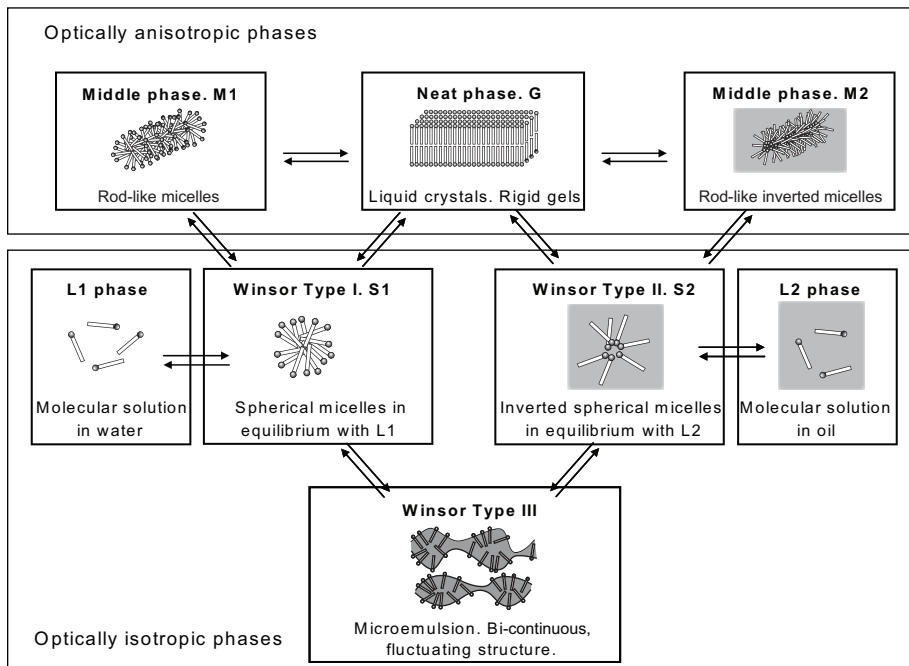 Optically anisotropic phases
Middle phase. M1
Rod-like micelles
Neat phase. G
Liquid crystals. Rigid gels
Middle phase. M2
Rod-like inverted micelles
L1 phase
Molecular solution
in water
Winsor Type I. S1
Spherical micelles in
equilibrium with L1
Winsor Type II. S2
Inverted spherical micelles
in equilibrium with L2
L2 phase
Molecular solution
in oil
Winsor Type III
Microemulsion. Bi-continuous,
fluctuating structure.
Optically isotropic phases